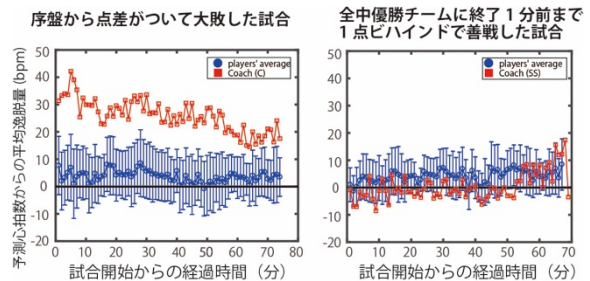 序盤から点差がついて大敗した試合
全中優勝チームに終了1分前まで
1点ビハインドで善戦した試合
予測心拍数からの平均逸脱量 (bpm)
50
40
30
20
10
0
-10
-20
players' average
Coach (C)
0 10 20 30 40 50 60 70 80
試合開始からの経過時間（分）
50
40
30
20
10
0
-10
-20
players' average
Coach (SS)
0 10 20 30 40 50 60 70
試合開始からの経過時間（分）